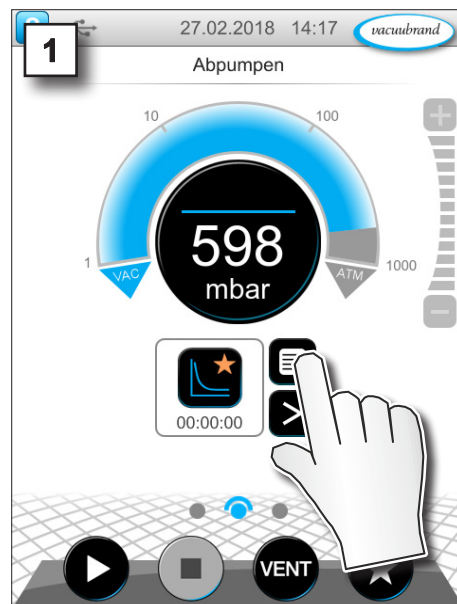 27.02.2018 14:17 vacuubrand
1
Abpumpen
10 100
1 VAC ATM 1000
598
mbar
00:00:00
VENT